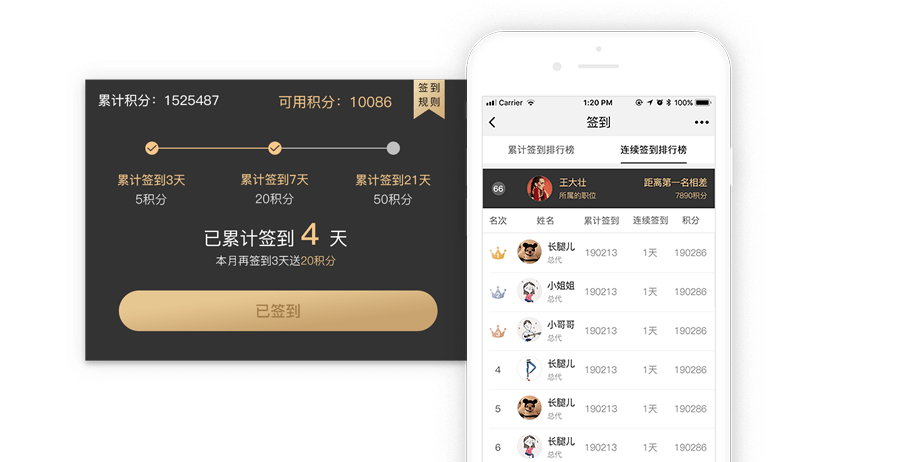 累计积分：1525487
可用积分：10086
签到
规则
累计签到3天
累计签到7天
累计签到21天
5积分
20积分
50积分
已累计签到 4 天
本月再签到3天送20积分
已签到
Carrier
1:20 PM
100%
签到
累计签到排行榜
连续签到排行榜
66
王大壮
所属的职位
距离第一名相差
7890积分
名次 姓名 累计签到 连续签到 积分
1 长腿儿 190213 1天 190286
总代
2 小姐姐 190213 1天 190286
总代
3 小哥哥 190213 1天 190286
总代
4 长腿儿 190213 1天 190286
总代
5 长腿儿 190213 1天 190286
总代
6 长腿儿 190213 1天 190286
总代